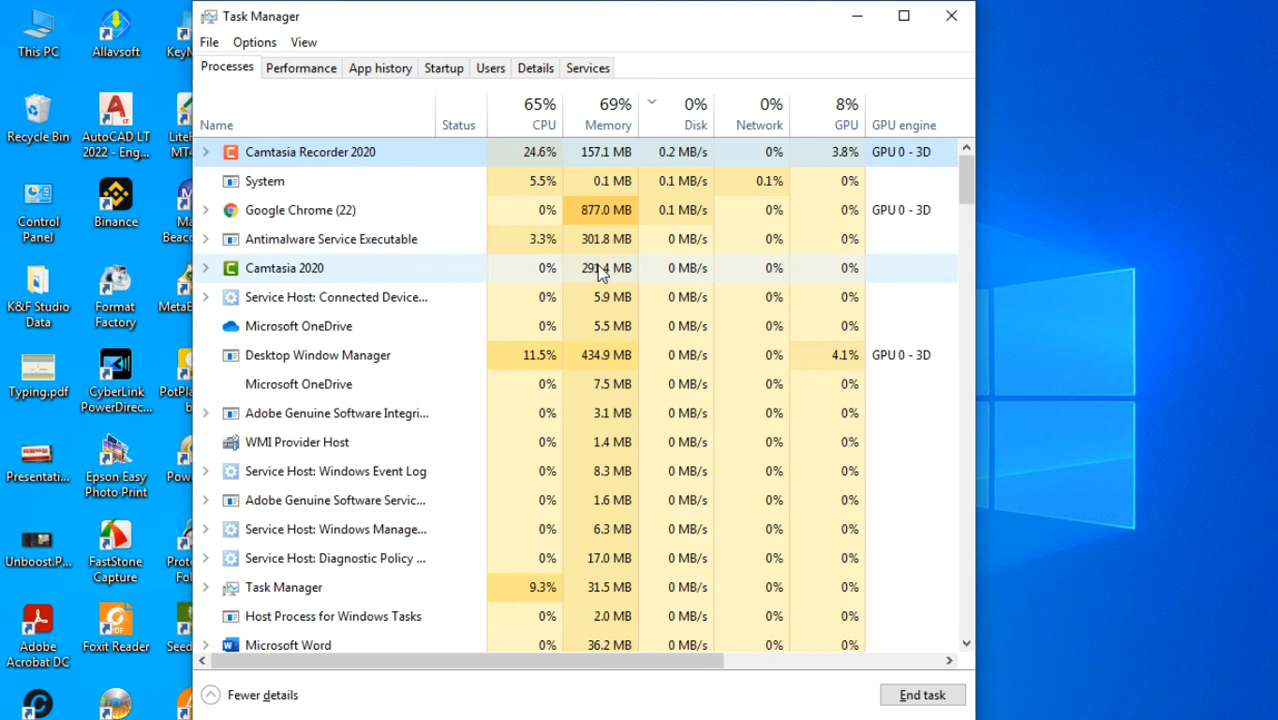 This PC
Allavsoft
Recycle Bin
AutoCAD LT
2022 - Eng...
Control
Panel
Binance
K&F Studio
Data
Format
Factory
Typing.pdf
CyberLink
PowerDirec...
Presentati...
Epson Easy
Photo Print
Unboost.P...
FastStone
Capture
Adobe
Acrobat DC
Foxit Reader
Task Manager
File Options View
Processes Performance App history Startup Users Details Services
65% 69% 0% 0% 8%
Name Status CPU Memory Disk Network GPU GPU engine
Camtasia Recorder 2020 24.6% 157.1 MB 0.2 MB/s 0% 3.8% GPU 0 - 3D
System 5.5% 0.1 MB 0.1 MB/s 0.1% 0%
Google Chrome (22) 0% 877.0 MB 0.1 MB/s 0% 0% GPU 0 - 3D
Antimalware Service Executable 3.3% 301.8 MB 0 MB/s 0% 0%
Camtasia 2020 0% MB 0 MB/s 0% 0%
Service Host: Connected Device... 0% 5.9 MB 0 MB/s 0% 0%
Microsoft OneDrive 0% 5.5 MB 0 MB/s 0% 0%
Desktop Window Manager 11.5% 434.9 MB 0 MB/s 0% 4.1% GPU 0 - 3D
Microsoft OneDrive 0% 7.5 MB 0 MB/s 0% 0%
Adobe Genuine Software Integri... 0% 3.1 MB 0 MB/s 0% 0%
WMI Provider Host 0% 1.4 MB 0 MB/s 0% 0%
Service Host: Windows Event Log 0% 8.3 MB 0 MB/s 0% 0%
Adobe Genuine Software Servic... 0% 1.6 MB 0 MB/s 0% 0%
Service Host: Windows Manage... 0% 6.3 MB 0 MB/s 0% 0%
Service Host: Diagnostic Policy ... 0% 17.0 MB 0 MB/s 0% 0%
Task Manager 9.3% 31.5 MB 0 MB/s 0% 0%
Host Process for Windows Tasks 0% 2.0 MB 0 MB/s 0% 0%
Microsoft Word 0% 36.2 MB 0 MB/s 0% 0%
Fewer details
End task